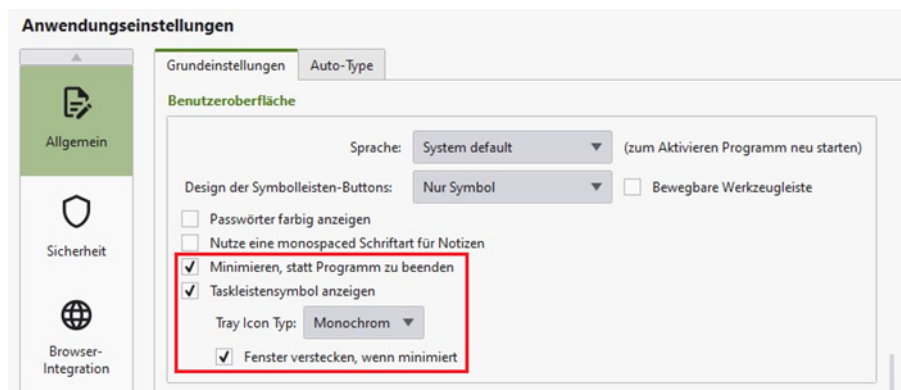 Anwendungseinstellungen
Grundeinstellungen Auto-Type
Benutzeroberfläche
Allgemein
Sprache: System default (zum Aktivieren Programm neu starten)
Design der Symbolleisten-Buttons: Nur Symbol Bewegbare Werkzeugleiste
Passwörter farbig anzeigen
Nutze eine monospaced Schriftart für Notizen
Sicherheit
Minimieren, statt Programm zu beenden
Taskleistensymbol anzeigen
Tray Icon Typ: Monochrom
Fenster verstecken, wenn minimiert
Browser-
Integration